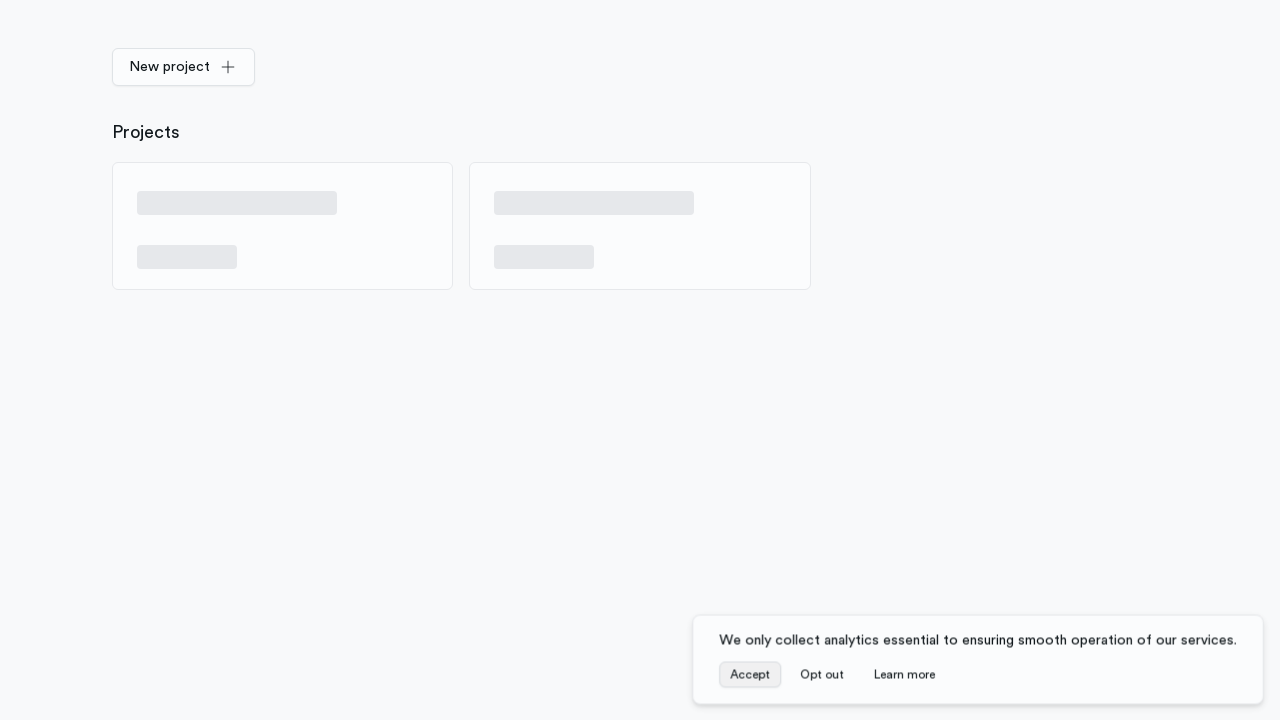 New project
Projects
We only collect analytics essential to ensuring smooth operation of our services.
Accept Opt out Learn more